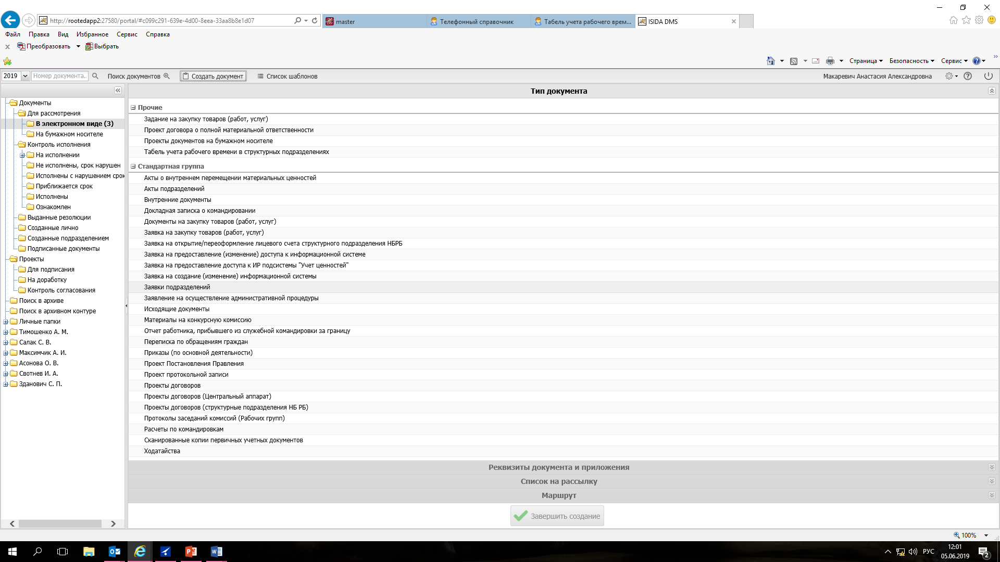 http://rootedapp2:27580/portal/#c099c291-639e-4d00-8eea-33aa8b8e1d07
master
Телефонный справочник
Табель учета рабочего врем...
ISIDA DMS
Файл Правка Вид Избранное Сервис Справка
Преобразовать Выбрать
Страница Безопасность Сервис
2019 Номер документа.. Поиск документов Создать документ Список шаблонов Макаревич Анастасия Александровна
Документы
Для рассмотрения
В электронном виде (3)
На бумажном носителе
Контроль исполнения
На исполнении
Не исполнены, срок нарушен
Исполнены с нарушением срок
Приближается срок
Исполнены
Ознакомлен
Выданные резолюции
Созданные лично
Созданные подразделением
Подписанные документы
Проекты
Для подписания
На доработку
Контроль согласования
Поиск в архиве
Поиск в архивном контуре
Личные папки
Тимошенко А. М.
Салак С. В.
Максимчик А. И.
Асонова О. В.
Свотнев И. А.
Зданович С. П.
Тип документа
Прочие
Задание на закупку товаров (работ, услуг)
Проект договора о полной материальной ответственности
Проекты документов на бумажном носителе
Табель учета рабочего времени в структурных подразделениях
Стандартная группа
Акты о внутреннем перемещении материальных ценностей
Акты подразделений
Внутренние документы
Докладная записка о командировании
Документы на закупку товаров (работ, услуг)
Заявка на закупку товаров (работ, услуг)
Заявка на открытие/переоформление лицевого счета структурного подразделения НБРБ
Заявка на предоставление (изменение) доступа к информационной системе
Заявка на предоставление доступа к ИР подсистемы "Учет ценностей"
Заявка на создание (изменение) информационной системы
Заявки подразделений
Заявление на осуществление административной процедуры
Исходящие документы
Материалы на конкурсную комиссию
Отчет работника, прибывшего из служебной командировки за границу
Переписка по обращениям граждан
Приказы (по основной деятельности)
Проект Постановления Правления
Проект протокольной записи
Проекты договоров
Проекты договоров (Центральный аппарат)
Проекты договоров (структурные подразделения НБ РБ)
Протоколы заседаний комиссий (Рабочих групп)
Расчеты по командировкам
Сканированные копии первичных учетных документов
Ходатайства
Реквизиты документа и приложения
Список на рассылку
Маршрут
Завершить создание
100%
РУС
12:01
05.06.2019
2